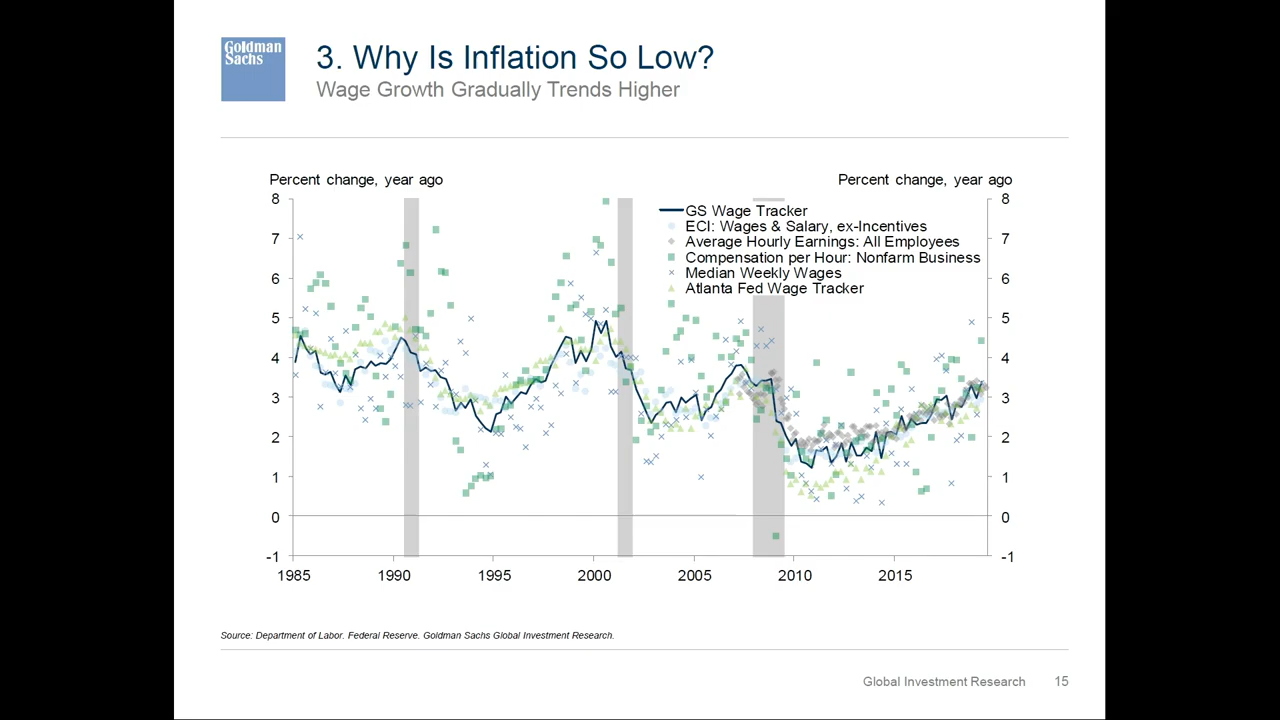 Goldman
Sachs
3. Why Is Inflation So Low?
Wage Growth Gradually Trends Higher
Percent change, year ago
Percent change, year ago
8
7
6
5
4
3
2
1
0
-1
GS Wage Tracker
ECI: Wages & Salary, ex-Incentives
Average Hourly Earnings: All Employees
Compensation per Hour: Nonfarm Business
Median Weekly Wages
Atlanta Fed Wage Tracker
8
7
6
5
4
3
2
1
0
-1
1985 1990 1995 2000 2005 2010 2015
Source: Department of Labor. Federal Reserve. Goldman Sachs Global Investment Research.
Global Investment Research 15